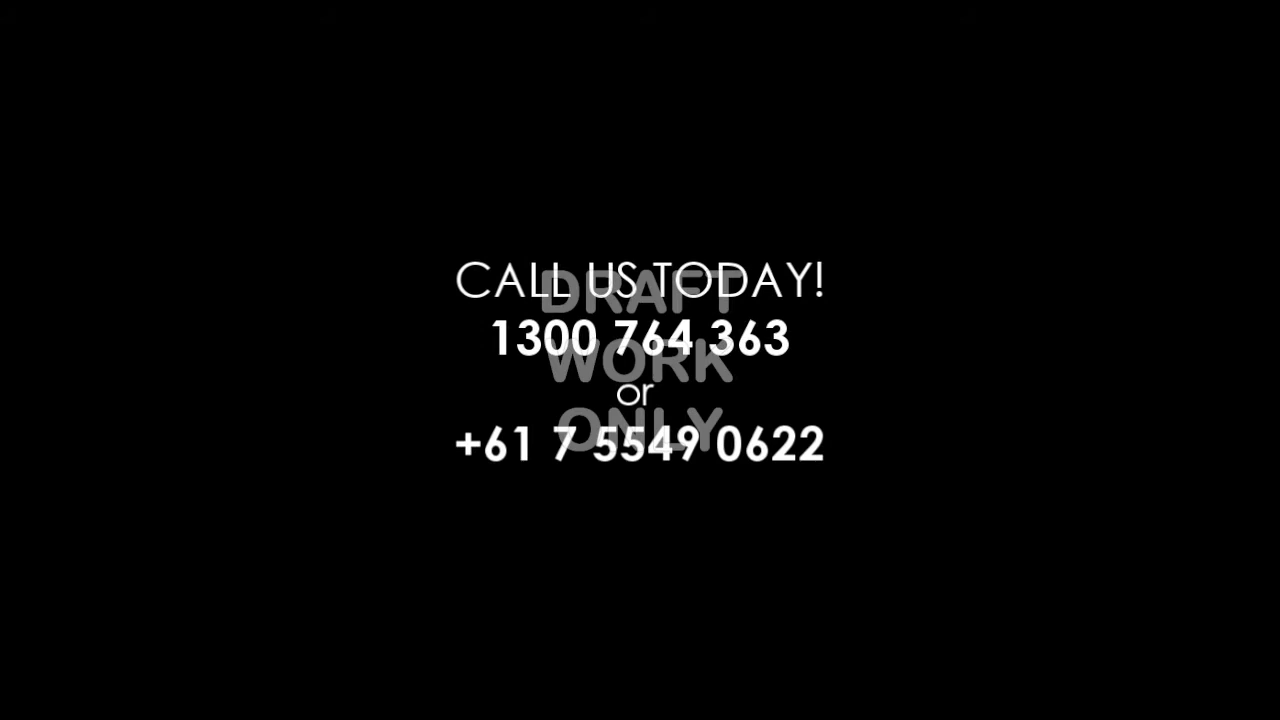 CALL US TODAY!
1300 764 363
or
+61 7 5549 0622
DRAFT
WORK
ONLY